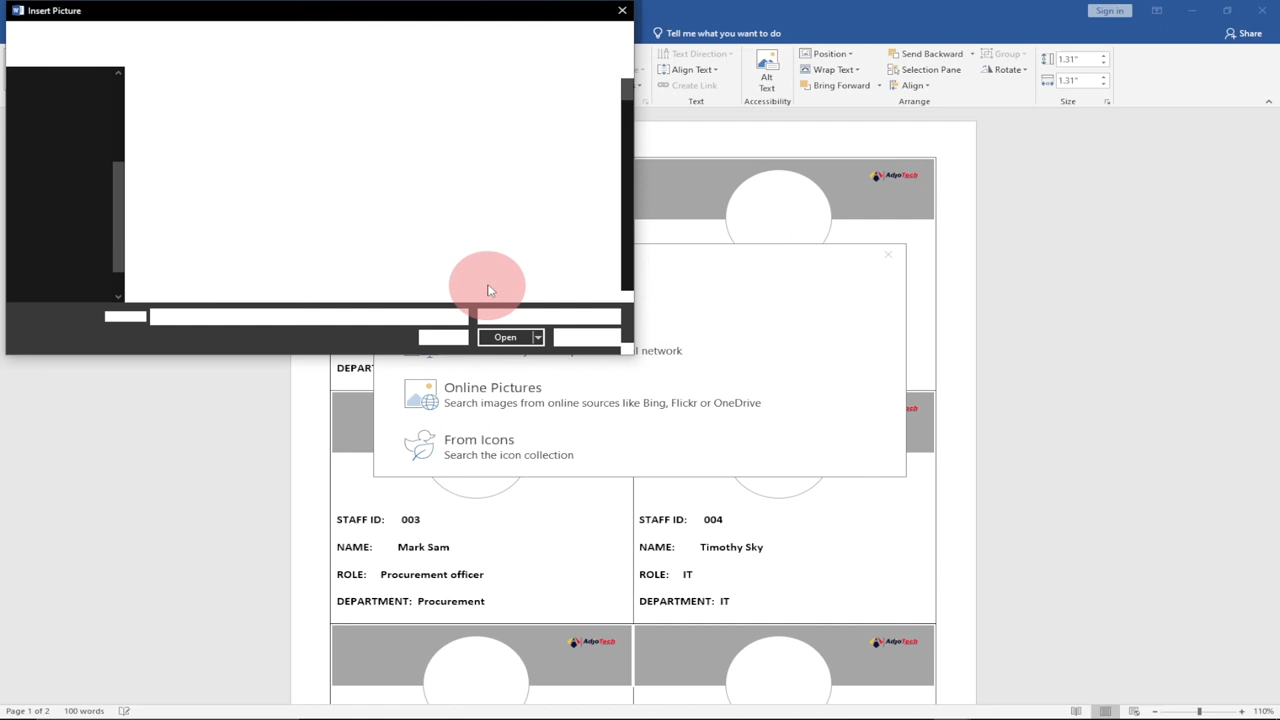 Insert Picture
Sign in
Tell me what you want to do
Share
Text Direction
Align Text
Create Link
Text
Alt
Text
Accessibility
Position
Wrap Text
Bring Forward
Send Backward
Selection Pane
Align
Group
Rotate
Arrange
1.31"
1.31"
Size
AdyoTech
Open
l network
DEPART
Online Pictures
Search images from online sources like Bing, Flickr or OneDrive
From Icons
Search the icon collection
STAFF ID: 003
NAME: Mark Sam
ROLE: Procurement officer
DEPARTMENT: Procurement
STAFF ID: 004
NAME: Timothy Sky
ROLE: IT
DEPARTMENT: IT
AdyoTech
AdyoTech
Page 1 of 2
100 words
110%